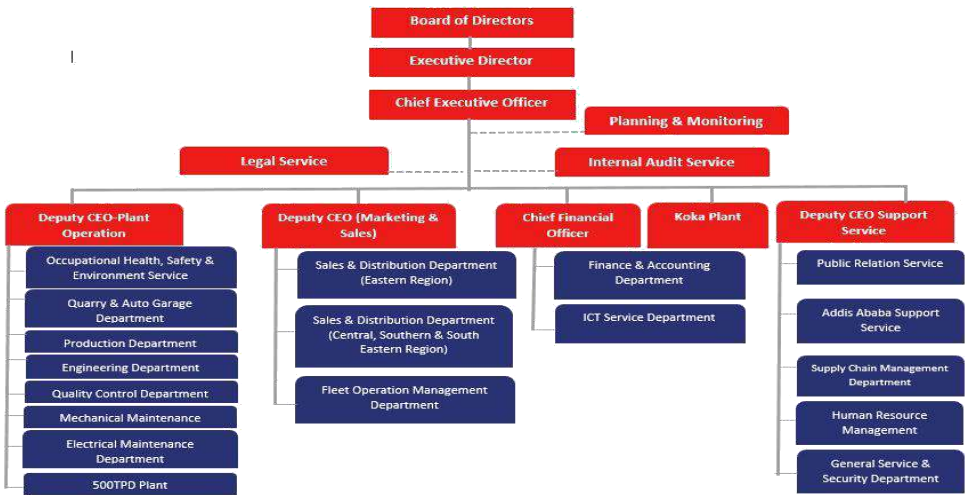 Board of Directors
Executive Director
Chief Executive Officer
Planning & Monitoring
Legal Service
Internal Audit Service
Deputy CEO-Plant
Operation
Occupational Health, Safety &
Environment Service
Quarry & Auto Garage
Department
Production Department
Engineering Department
Quality Control Department
Mechanical Maintenance
Electrical Maintenance
Department
500TPD Plant
Deputy CEO (Marketing &
Sales)
Sales & Distribution Department
(Eastern Region)
Sales & Distribution Department
(Central, Southern & South
Eastern Region)
Fleet Operation Management
Department
Chief Financial
Officer
Finance & Accounting
Department
ICT Service Department
Koka Plant
Deputy CEO Support
Service
Public Relation Service
Addis Ababa Support
Service
Supply Chain Management
Department
Human Resource
Management
General Service &
Security Department